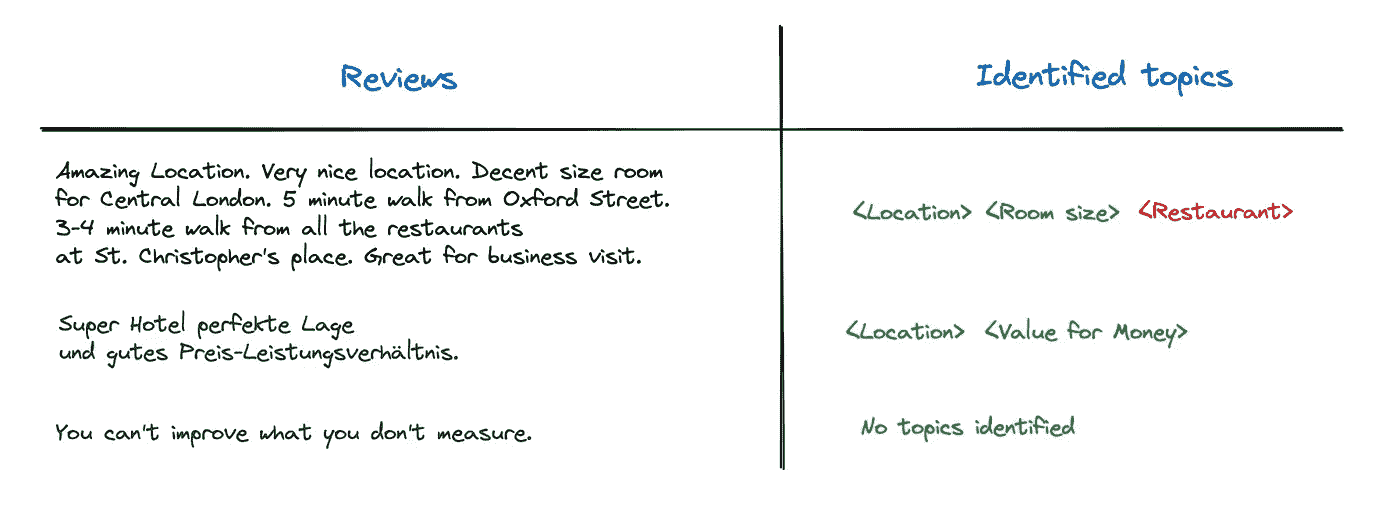 Reviews
Identified topics
Amazing Location. Very nice location. Decent size room
for Central London. 5 minute walk from Oxford Street.
3-4 minute walk from all the restaurants
at St. Christopher's place. Great for business visit.
<Location> <Room size> <Restaurant>
Super Hotel perfekte Lage
und gutes Preis-Leistungsverhältnis.
<Location> <Value for Money>
You can't improve what you don't measure.
No topics identified